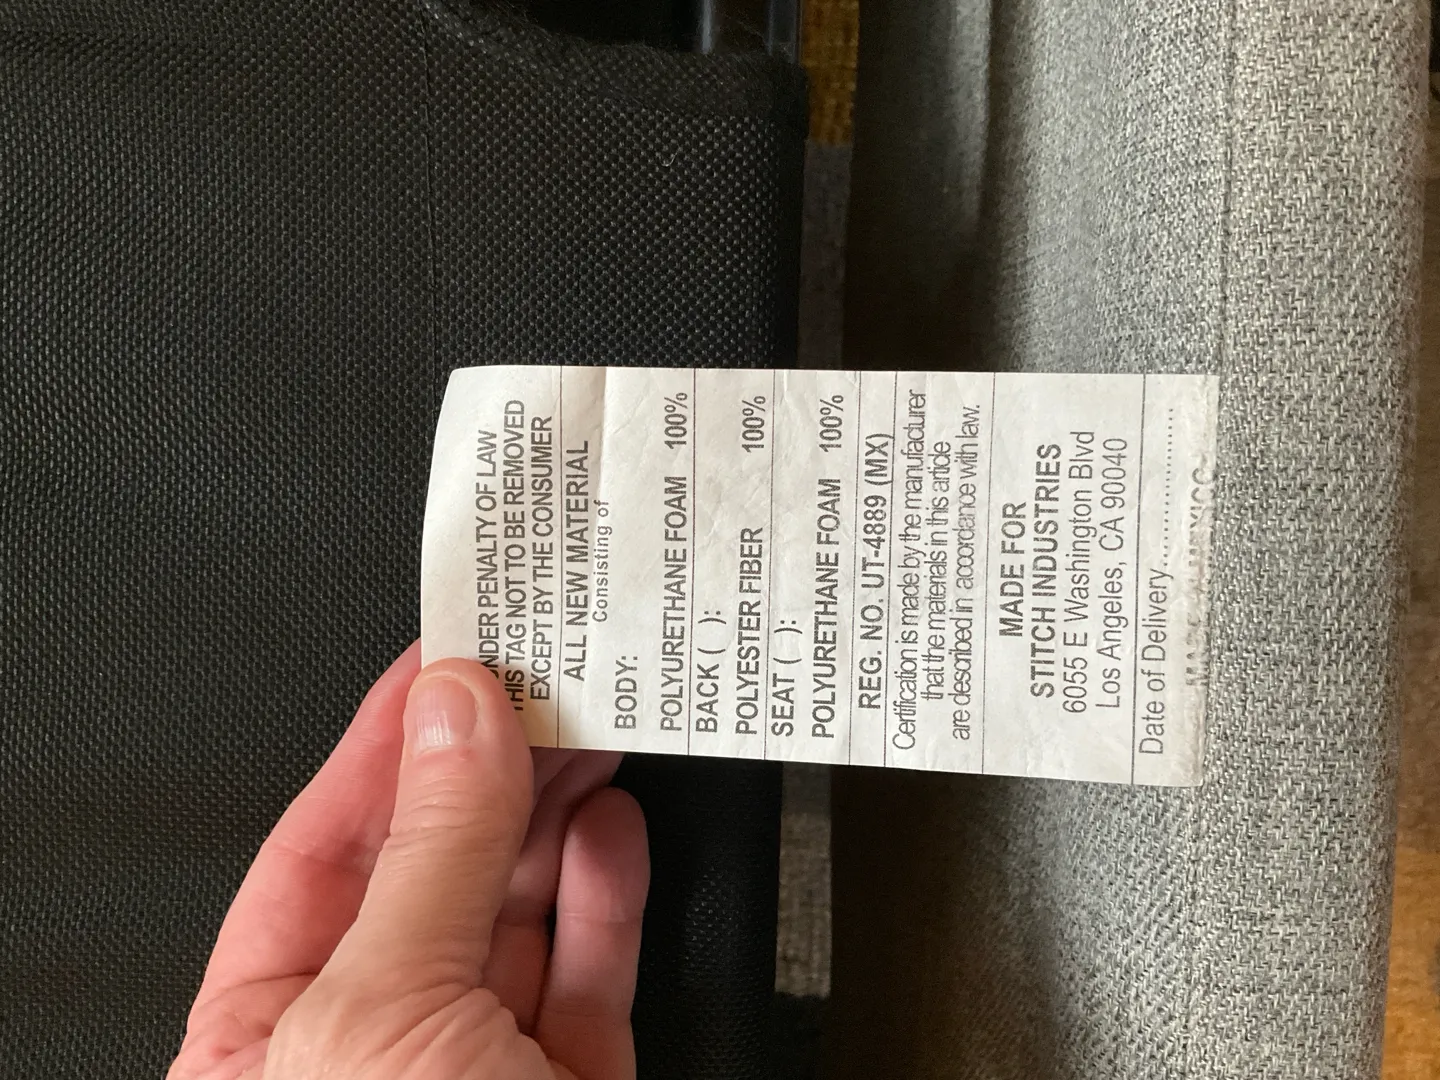 UNDER PENALTY OF LAW
THIS TAG NOT TO BE REMOVED
EXCEPT BY THE CONSUMER
ALL NEW MATERIAL
Consisting of
BODY:
POLYURETHANE FOAM 100%
BACK ( ):
POLYESTER FIBER 100%
SEAT ( ):
POLYURETHANE FOAM 100%
REG. NO. UT-4889 (MX)
Certification is made by the manufacturer
that the materials in this article
are described in accordance with law.
MADE FOR
STITCH INDUSTRIES
6055 E Washington Blvd
Los Angeles, CA 90040
Date of Delivery..................